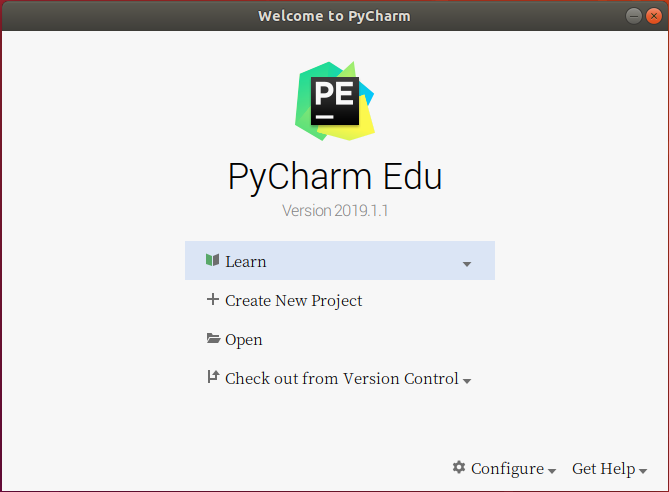 Welcome to PyCharm
PE
PyCharm Edu
Version 2019.1.1
Learn
Create New Project
Open
Check out from Version Control
Configure
Get Help